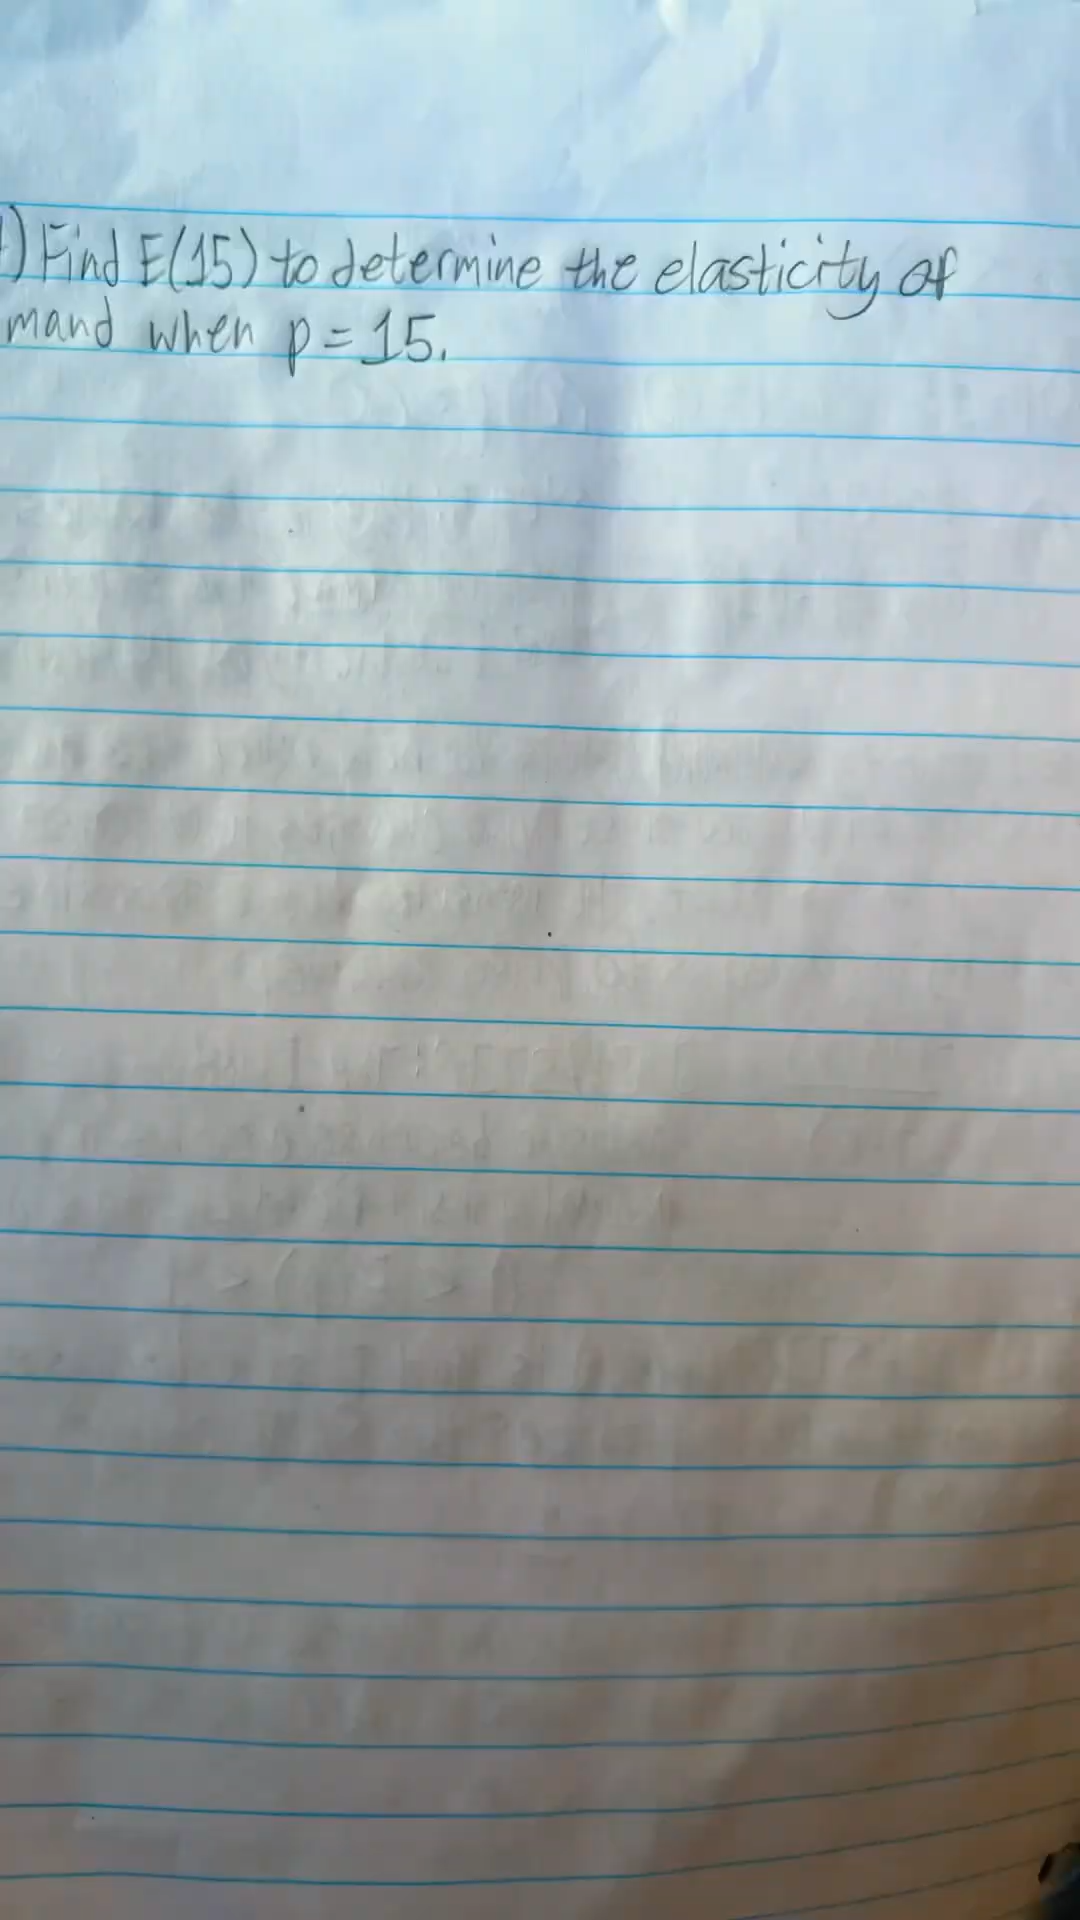 ) Find E(15) to determine the elasticity of
mand when p = 15.